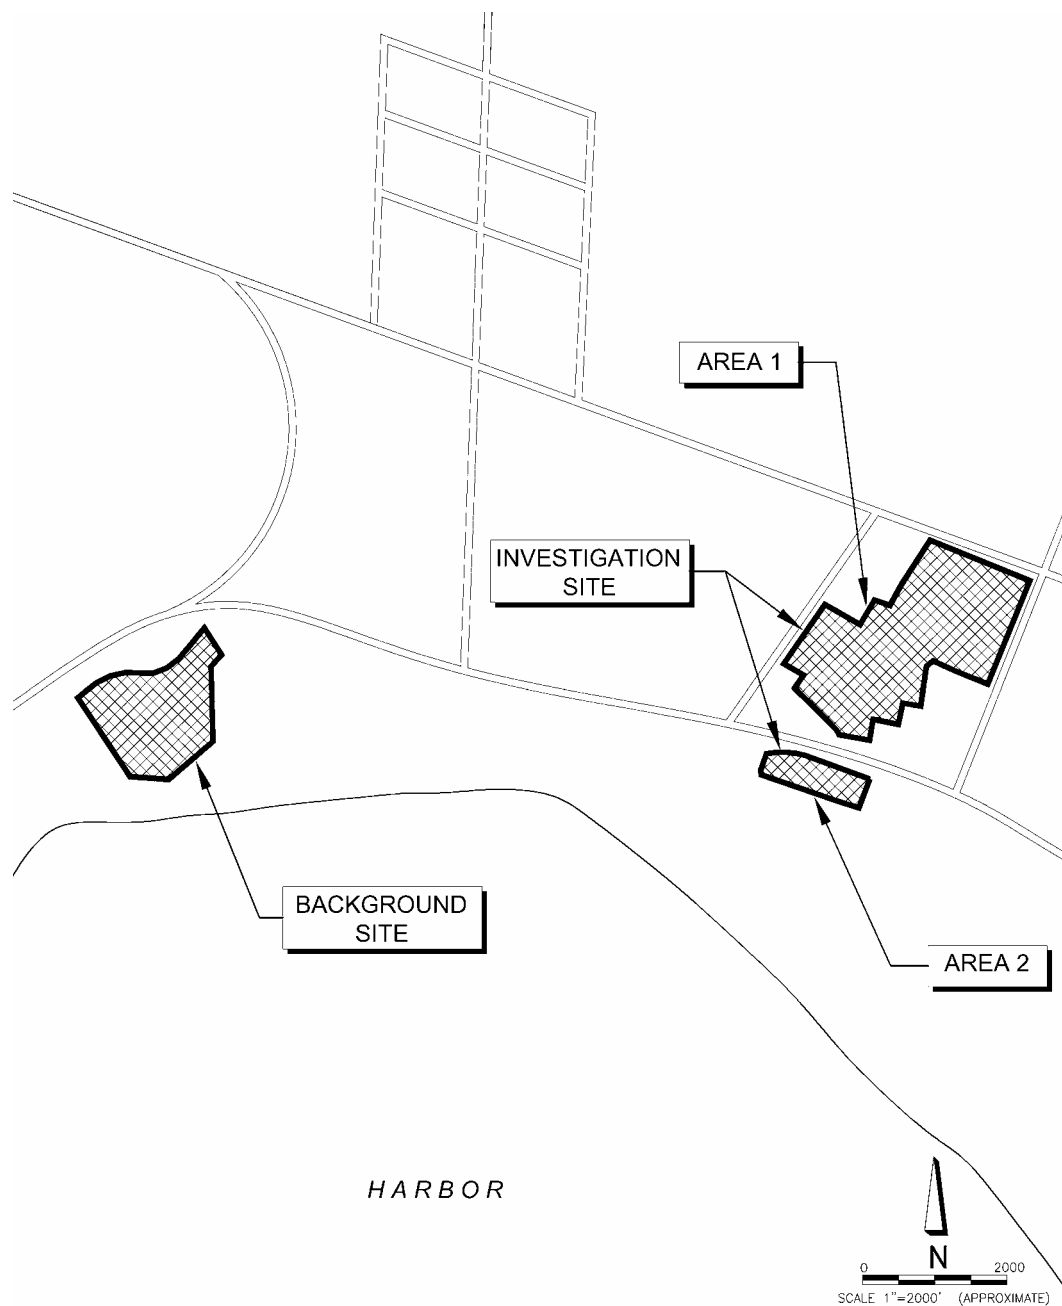 AREA 1
INVESTIGATION
SITE
BACKGROUND
SITE
AREA 2
HARBOR
N
0 2000
SCALE 1"=2000' (APPROXIMATE)